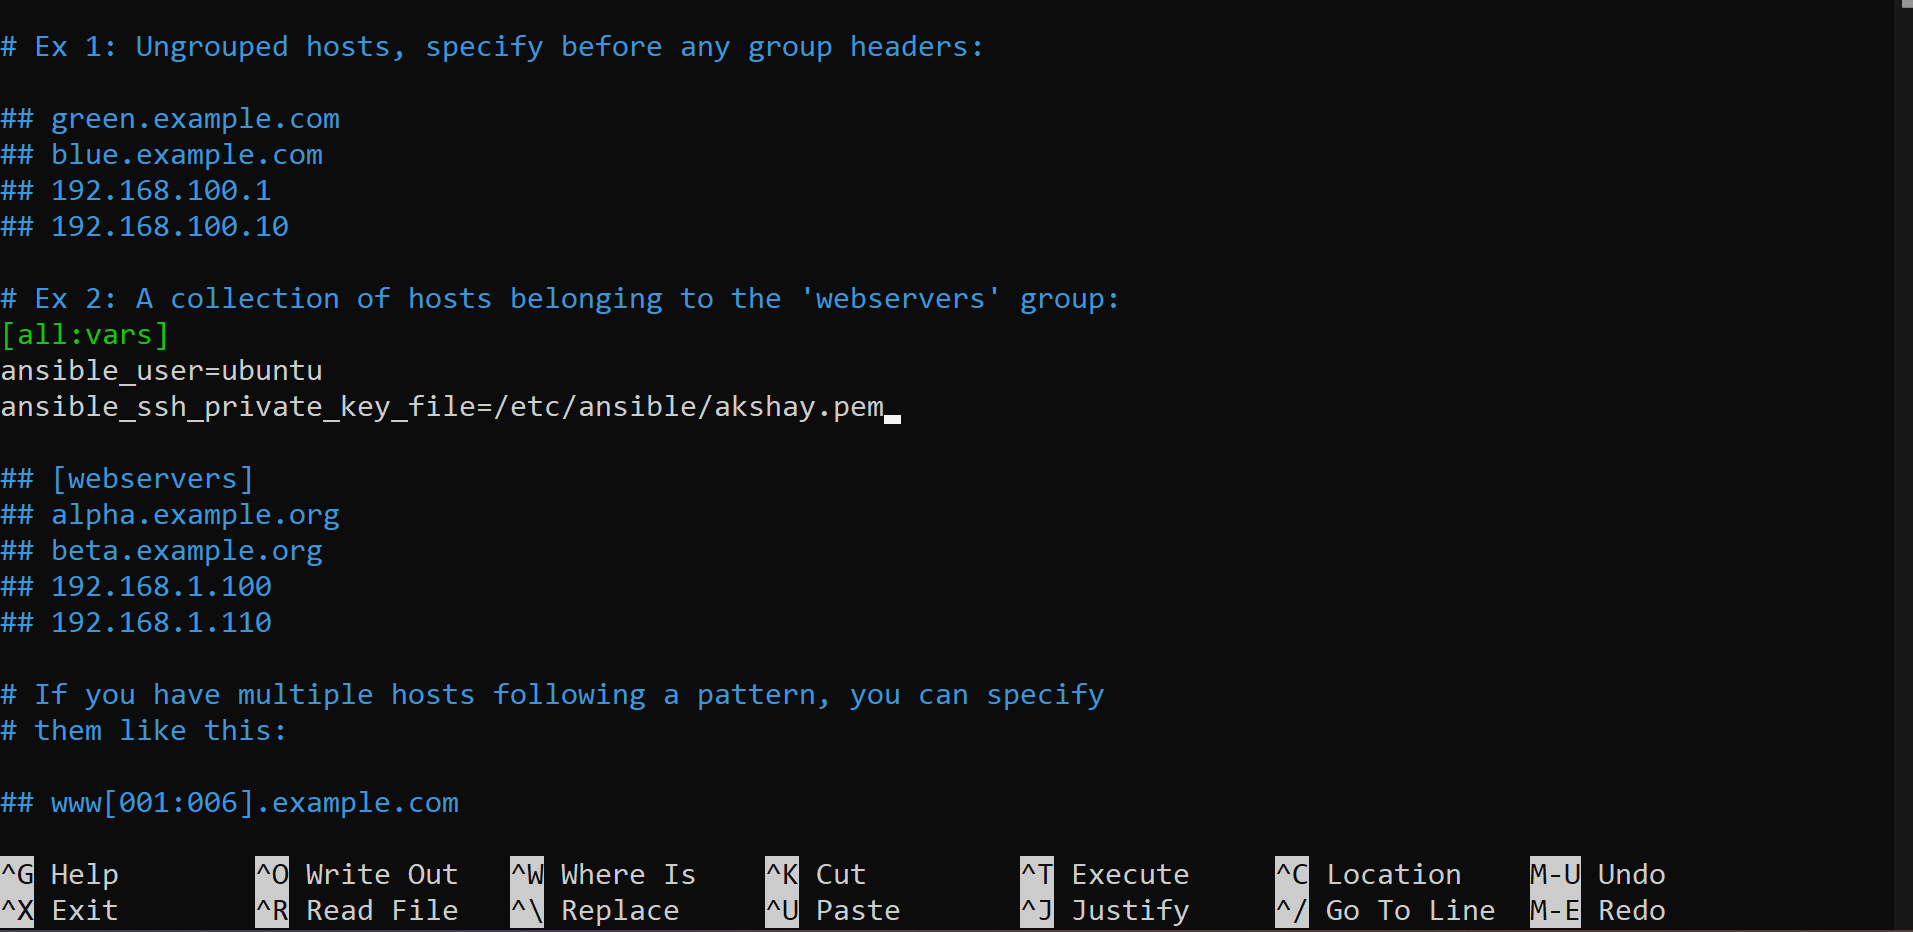 # Ex 1: Ungrouped hosts, specify before any group headers:
## green.example.com
## blue.example.com
## 192.168.100.1
## 192.168.100.10
# Ex 2: A collection of hosts belonging to the 'webservers' group:
[all:vars]
ansible_user=ubuntu
ansible_ssh_private_key_file=/etc/ansible/akshay.pem
## [webservers]
## alpha.example.org
## beta.example.org
## 192.168.1.100
## 192.168.1.110
# If you have multiple hosts following a pattern, you can specify
# them like this:
## www[001:006].example.com
^G Help ^O Write Out ^W Where Is ^K Cut ^T Execute ^C Location M-U Undo
^X Exit ^R Read File ^\ Replace ^U Paste ^J Justify ^/ Go To Line M-E Redo